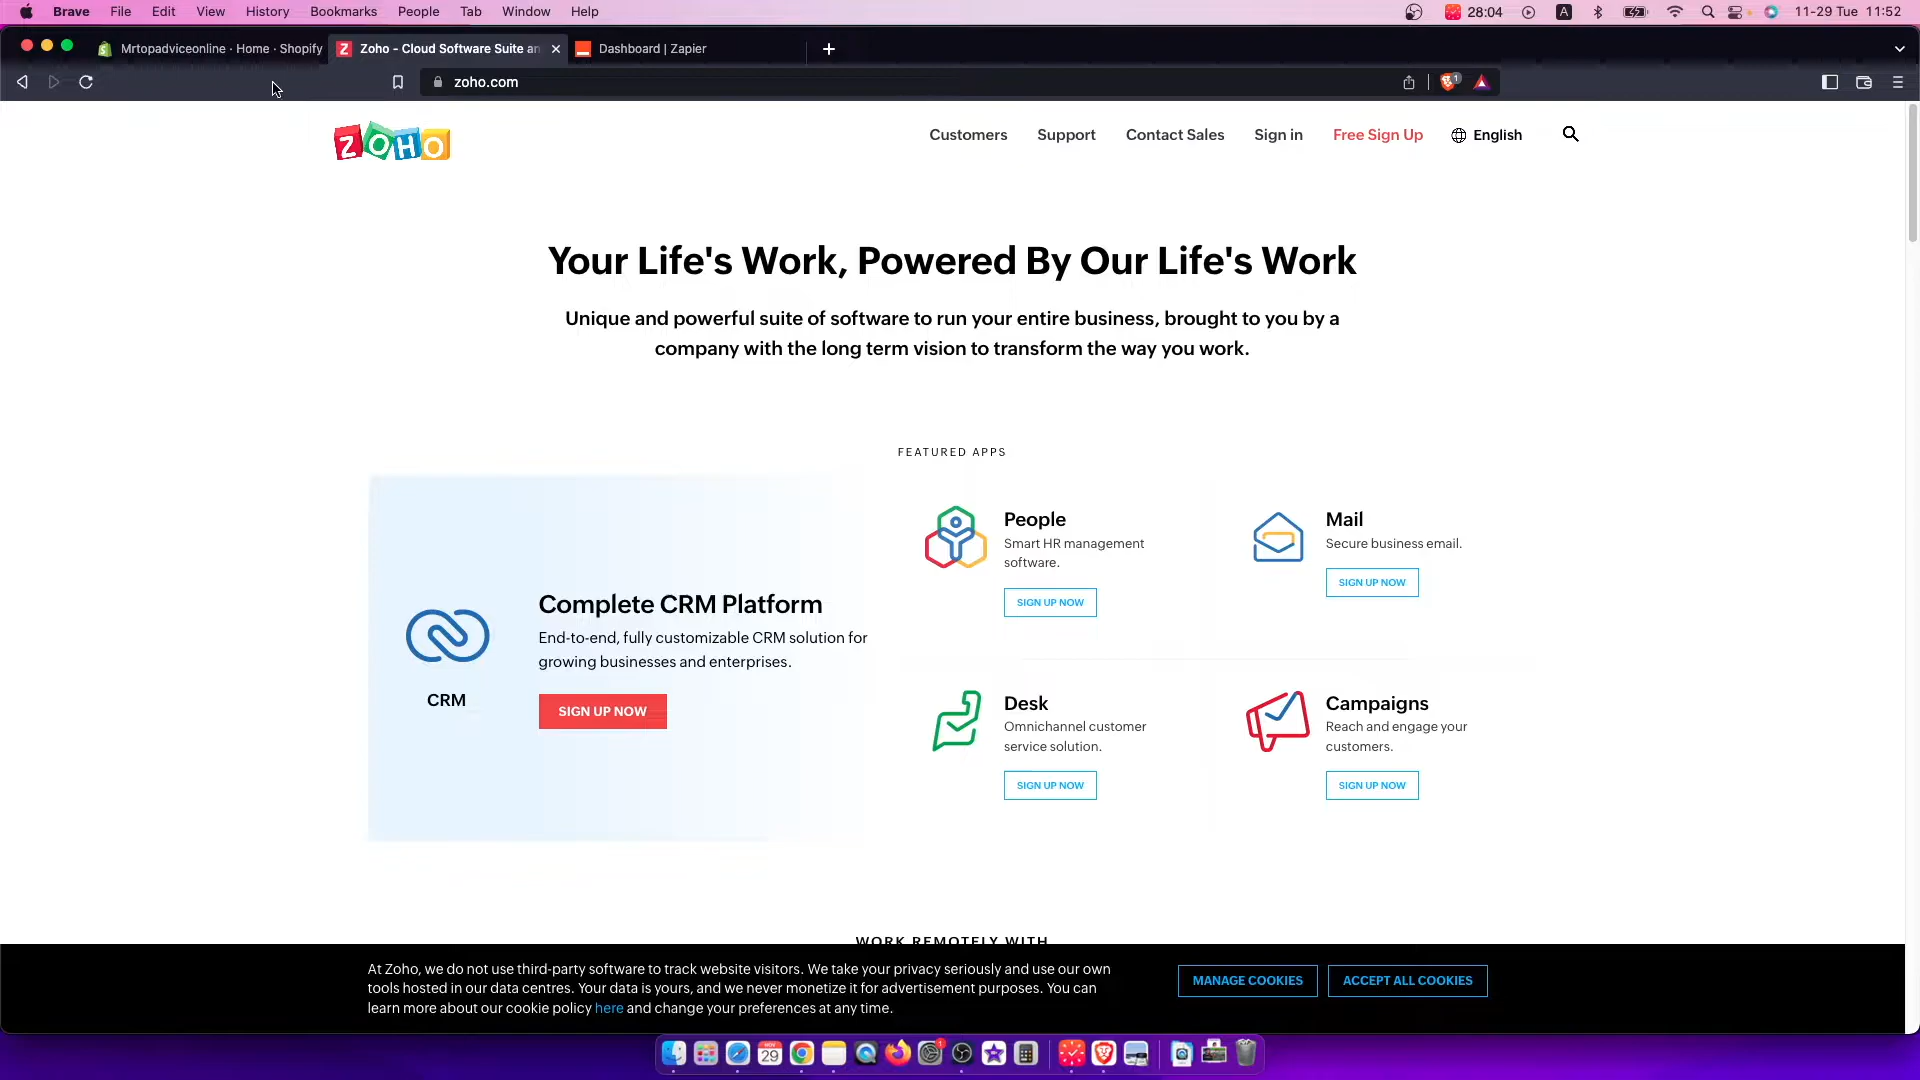 Brave File Edit View History Bookmarks People Tab Window Help 28:04 A 11-29 Tue 11:52
Mrtopadviceonline · Home · Shopify Zoho - Cloud Software Suite an Dashboard | Zapier
zoho.com 1
ZOHO
Customers Support Contact Sales Sign in Free Sign Up English
Your Life's Work, Powered By Our Life's Work
Unique and powerful suite of software to run your entire business, brought to you by a
company with the long term vision to transform the way you work.
FEATURED APPS
Complete CRM Platform
End-to-end, fully customizable CRM solution for
growing businesses and enterprises.
CRM
SIGN UP NOW
People
Smart HR management
software.
SIGN UP NOW
Mail
Secure business email.
SIGN UP NOW
Desk
Omnichannel customer
service solution.
SIGN UP NOW
Campaigns
Reach and engage your
customers.
SIGN UP NOW
WORK REMOTELY WITH
At Zoho, we do not use third-party software to track website visitors. We take your privacy seriously and use our own
tools hosted in our data centres. Your data is yours, and we never monetize it for advertisement purposes. You can
learn more about our cookie policy here and change your preferences at any time.
MANAGE COOKIES ACCEPT ALL COOKIES
NOV
29
1